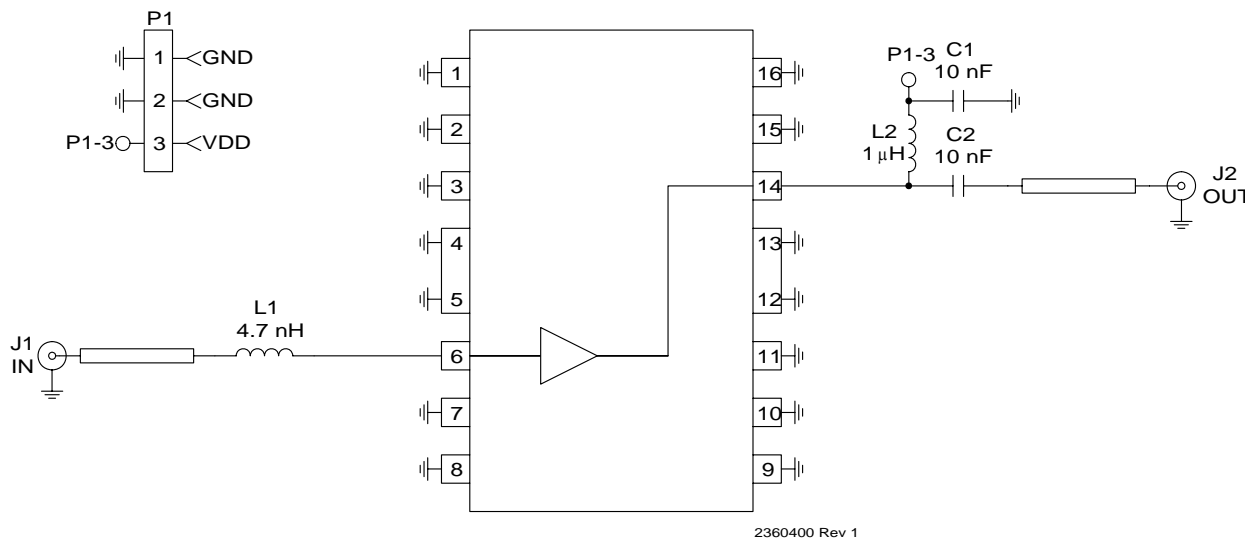 P1
1 GND
2 GND
P1-3 3 VDD
1
2
3
4
5
6
7
8
16
15
14
13
12
11
10
9
J1
IN
L1
4.7 nH
P1-3
C1
10 nF
L2
1 µH
C2
10 nF
J2
OUT
2360400 Rev 1